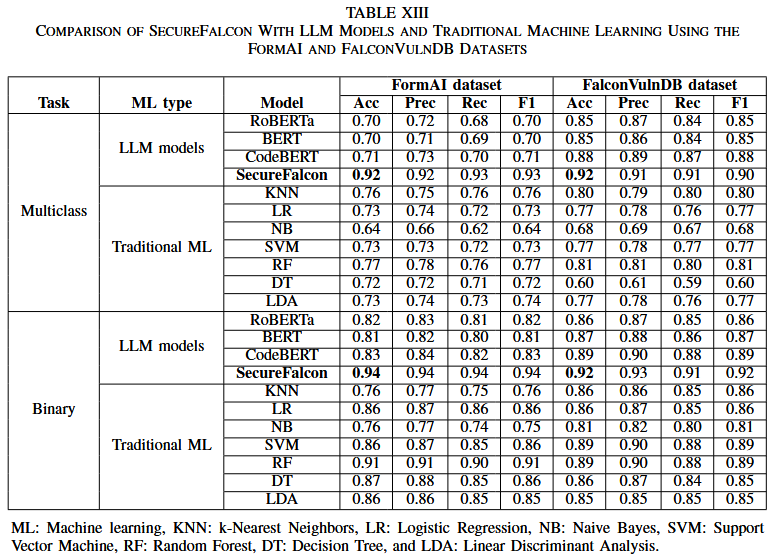 TABLE XIII
COMPARISON OF SECUREFALCON WITH LLM MODELS AND TRADITIONAL MACHINE LEARNING USING THE
FORMAI AND FALCONVULNDB DATASETS
Task ML type Model FormAI dataset FalconVulnDB dataset
Acc Prec Rec F1 Acc Prec Rec F1
Multiclass LLM models RoBERTa 0.70 0.72 0.68 0.70 0.85 0.87 0.84 0.85
BERT 0.70 0.71 0.69 0.70 0.85 0.86 0.84 0.85
CodeBERT 0.71 0.73 0.70 0.71 0.88 0.89 0.87 0.88
SecureFalcon 0.92 0.92 0.93 0.93 0.92 0.91 0.91 0.90
Traditional ML KNN 0.76 0.75 0.76 0.76 0.80 0.79 0.80 0.80
LR 0.73 0.74 0.72 0.73 0.77 0.78 0.76 0.77
NB 0.64 0.66 0.62 0.64 0.68 0.69 0.67 0.68
SVM 0.73 0.73 0.72 0.73 0.77 0.78 0.77 0.77
RF 0.77 0.78 0.76 0.77 0.81 0.81 0.80 0.81
DT 0.72 0.72 0.71 0.72 0.60 0.61 0.59 0.60
LDA 0.73 0.74 0.73 0.74 0.77 0.78 0.76 0.77
Binary LLM models RoBERTa 0.82 0.83 0.81 0.82 0.86 0.87 0.85 0.86
BERT 0.81 0.82 0.80 0.81 0.87 0.88 0.86 0.87
CodeBERT 0.83 0.84 0.82 0.83 0.89 0.90 0.88 0.89
SecureFalcon 0.94 0.94 0.94 0.94 0.92 0.93 0.91 0.92
Traditional ML KNN 0.76 0.77 0.75 0.76 0.86 0.86 0.85 0.86
LR 0.86 0.87 0.86 0.86 0.86 0.87 0.85 0.86
NB 0.76 0.77 0.74 0.75 0.81 0.82 0.80 0.81
SVM 0.86 0.87 0.85 0.86 0.89 0.90 0.88 0.89
RF 0.91 0.91 0.90 0.91 0.89 0.90 0.88 0.89
DT 0.87 0.88 0.85 0.86 0.86 0.87 0.84 0.85
LDA 0.86 0.86 0.85 0.85 0.85 0.85 0.85 0.85
ML: Machine learning, KNN: k-Nearest Neighbors, LR: Logistic Regression, NB: Naive Bayes, SVM: Support
Vector Machine, RF: Random Forest, DT: Decision Tree, and LDA: Linear Discriminant Analysis.